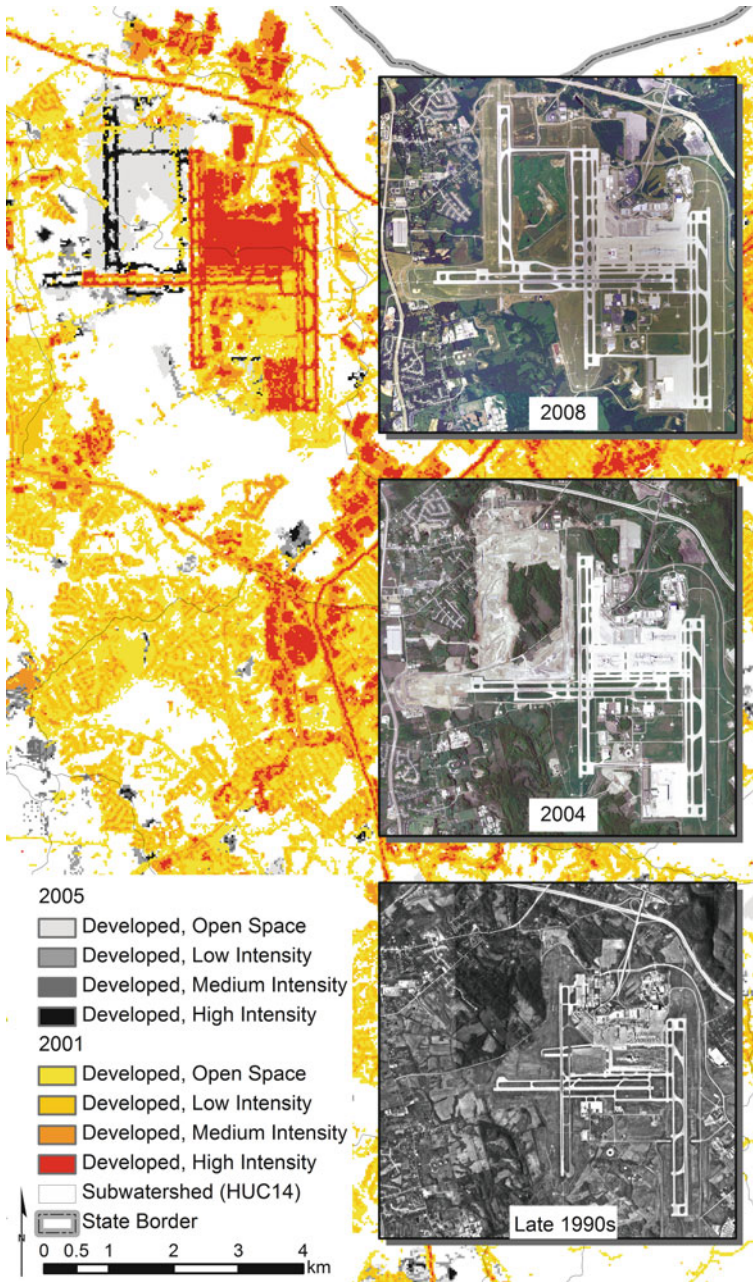 2008
2004
Late 1990s
2005
Developed, Open Space
Developed, Low Intensity
Developed, Medium Intensity
Developed, High Intensity
2001
Developed, Open Space
Developed, Low Intensity
Developed, Medium Intensity
Developed, High Intensity
Subwatershed (HUC14)
State Border
0 0.5 1 2 3 4
km